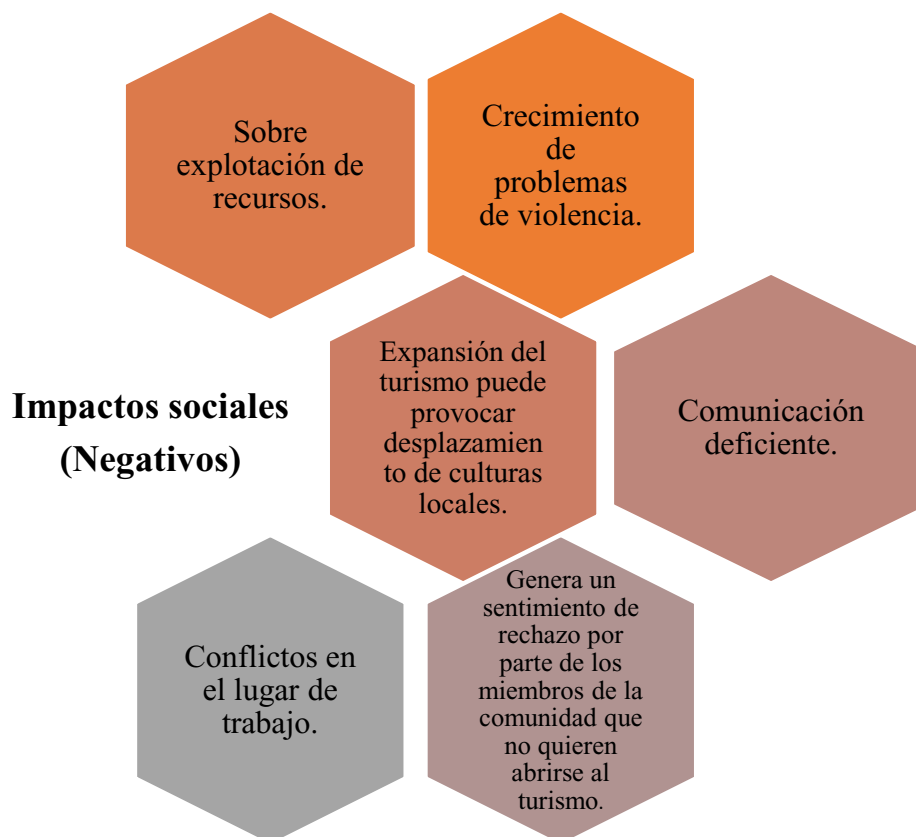 Sobre
explotación de
recursos.
Crecimiento
de
problemas
de violencia.
Impactos sociales
(Negativos)
Expansión del
turismo puede
provocar
desplazamien
to de culturas
locales.
Comunicación
deficiente.
Conflictos en
el lugar de
trabajo.
Genera un
sentimiento de
rechazo por
parte de los
miembros de la
comunidad que
no quieren
abrirse al
turismo.